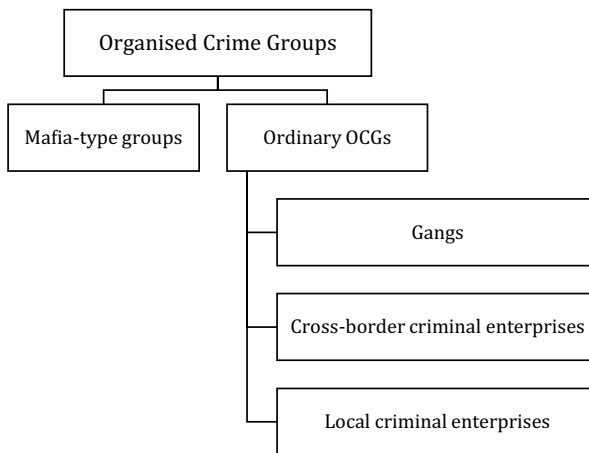 Organised Crime Groups
Mafia-type groups
Ordinary OCGs
Gangs
Cross-border criminal enterprises
Local criminal enterprises